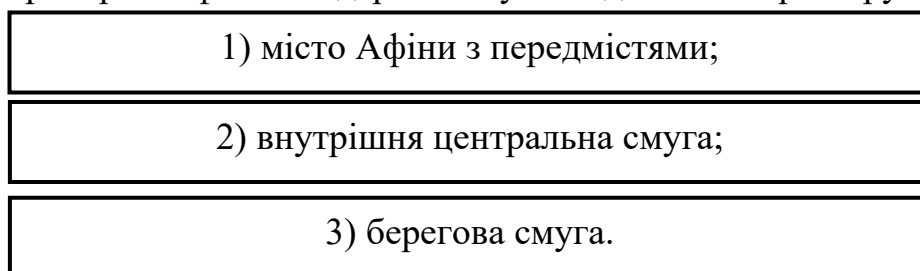 1) місто Афіни з передмістями;
2) внутрішня центральна смуга;
3) берегова смуга.